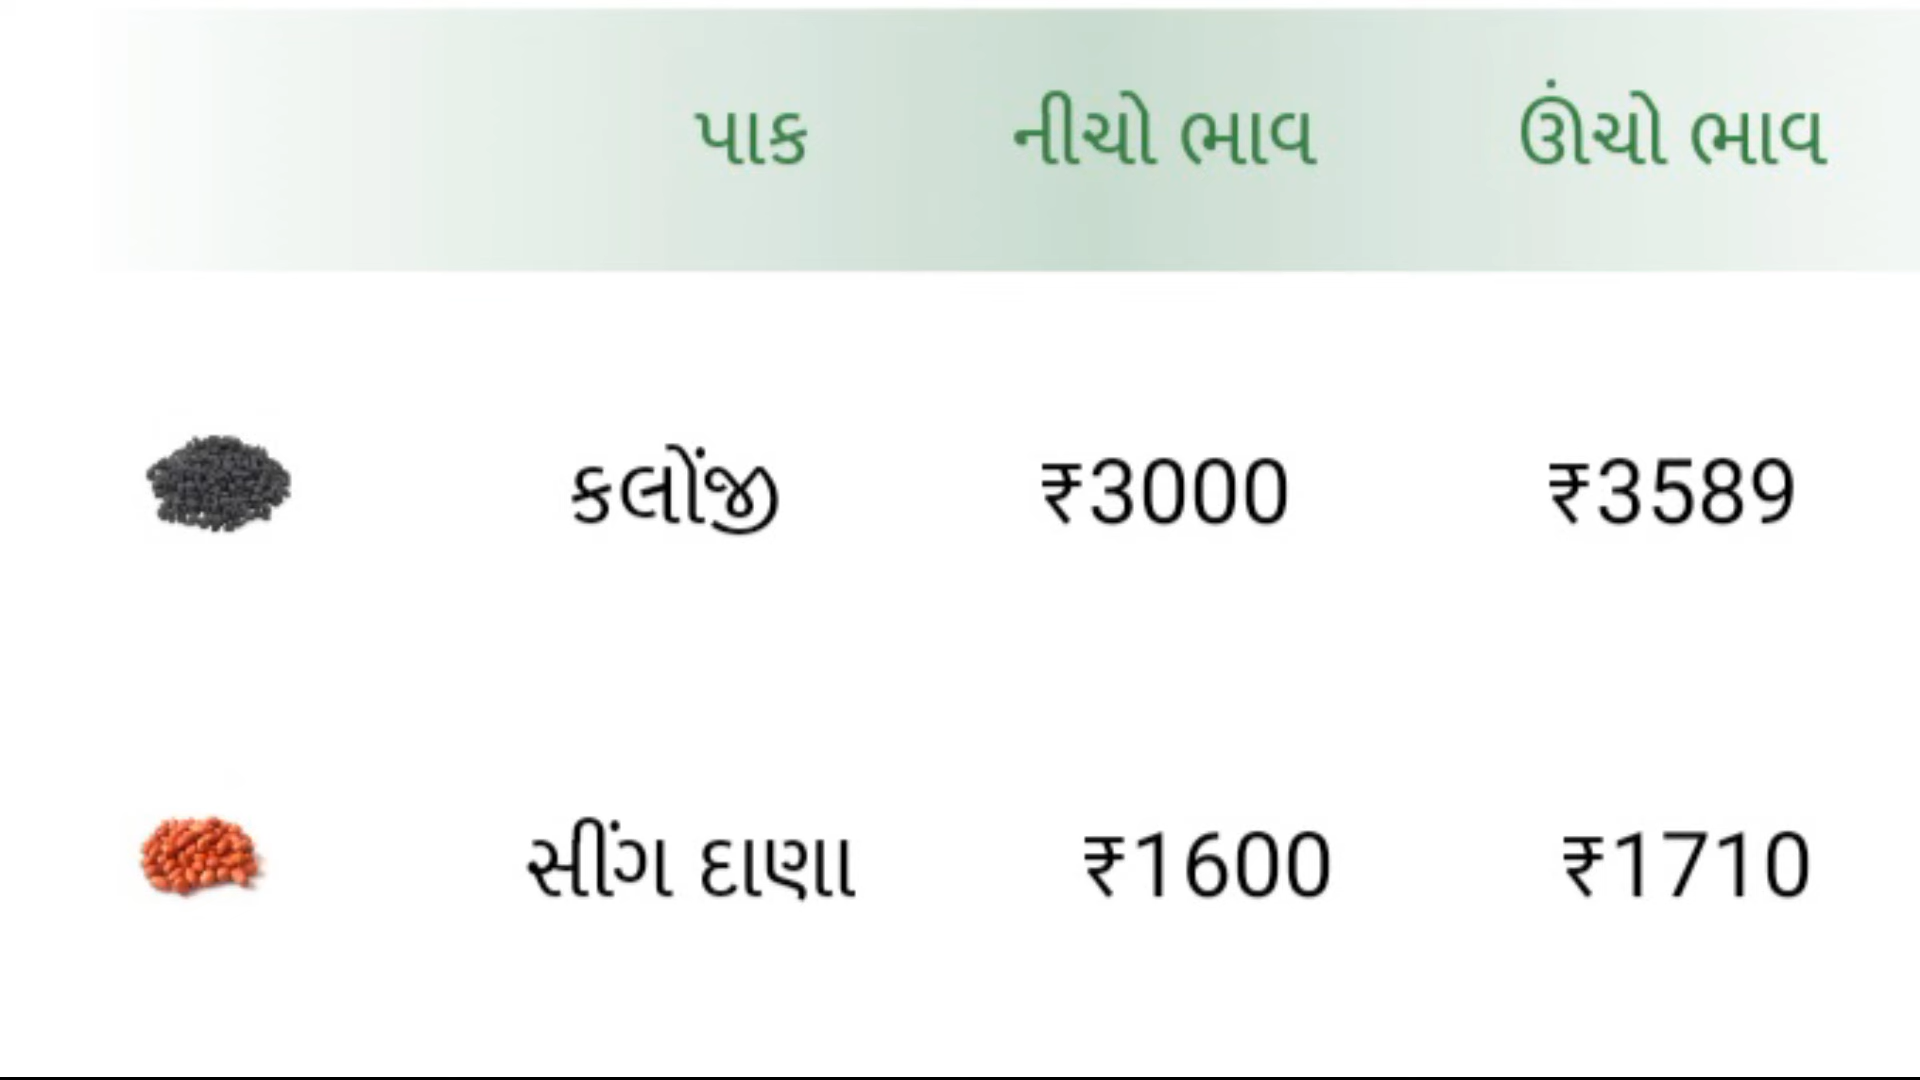 પાક નીચો ભાવ ઊંચો ભાવ
કલોંજી ₹3000 ₹3589
સીંગ દાણા ₹1600 ₹1710